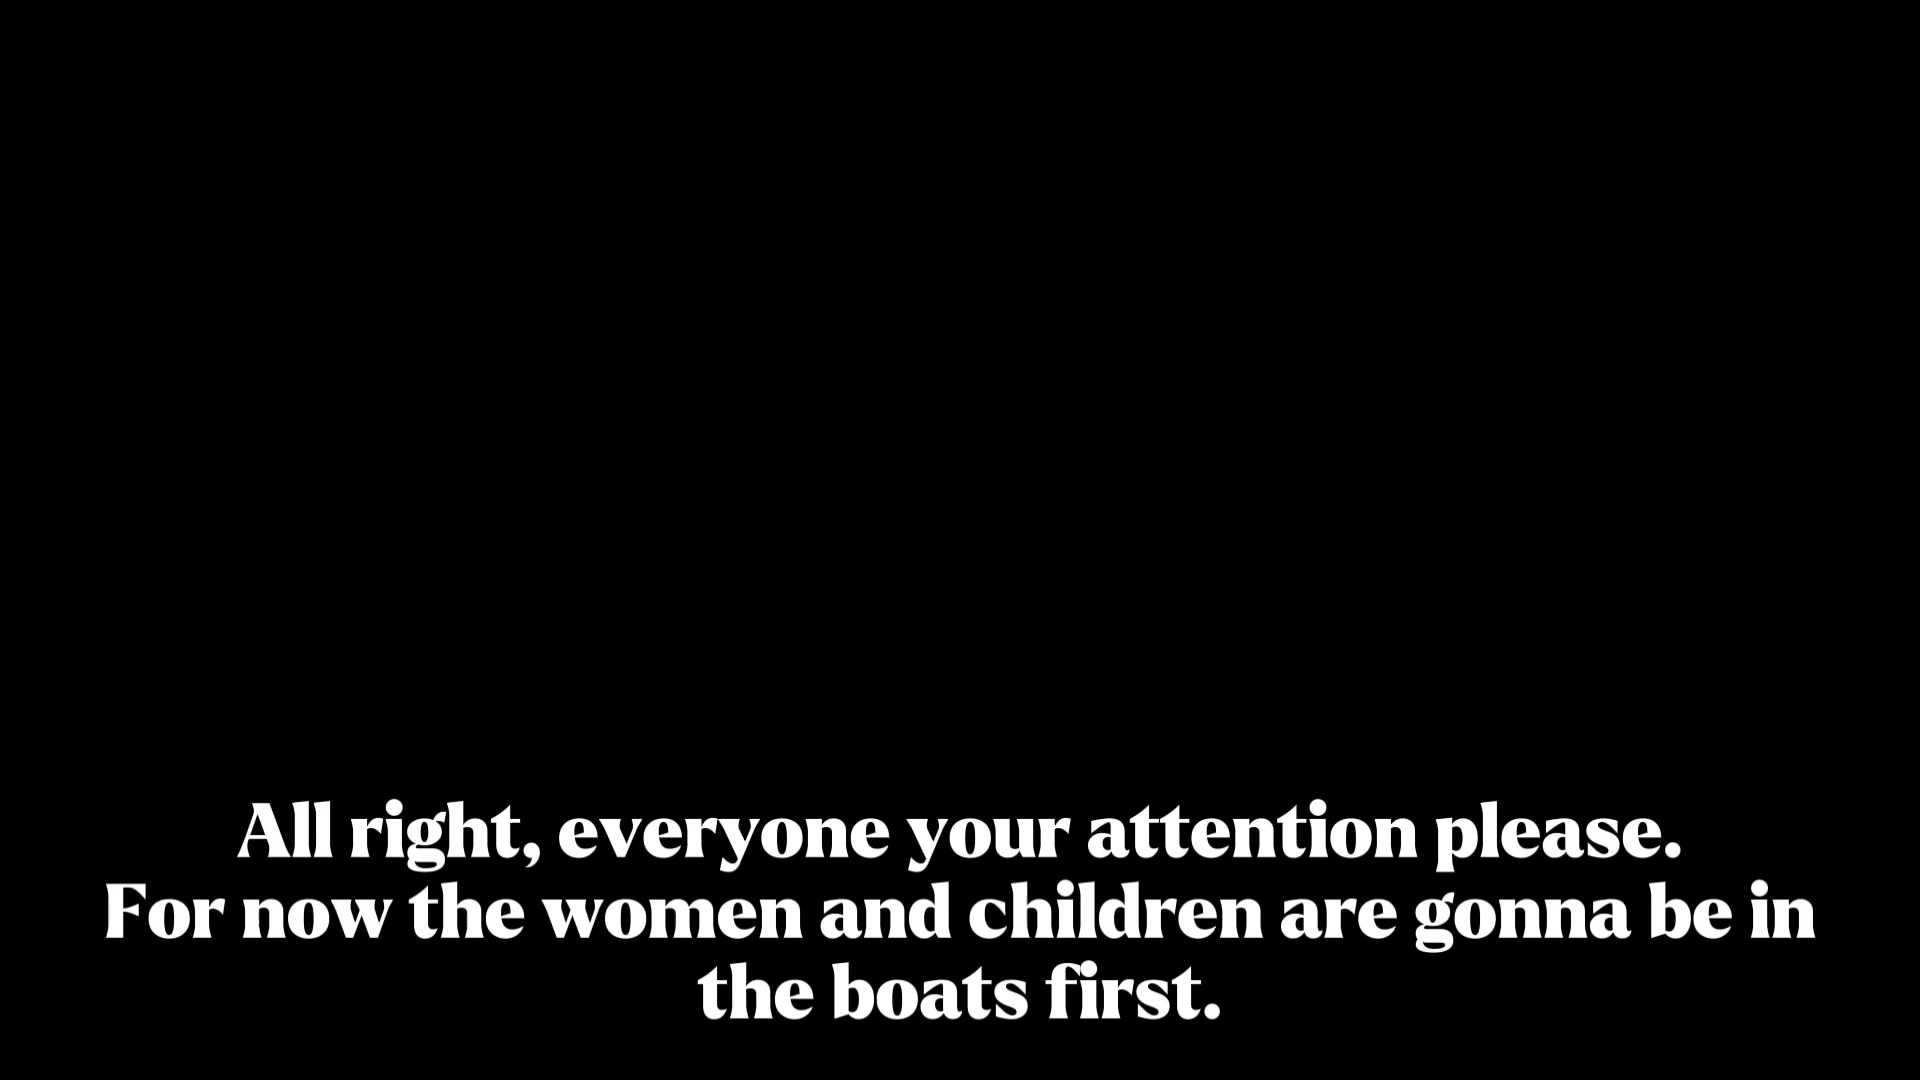 All right, everyone your attention please.
For now the women and children are gonna be in
the boats first.